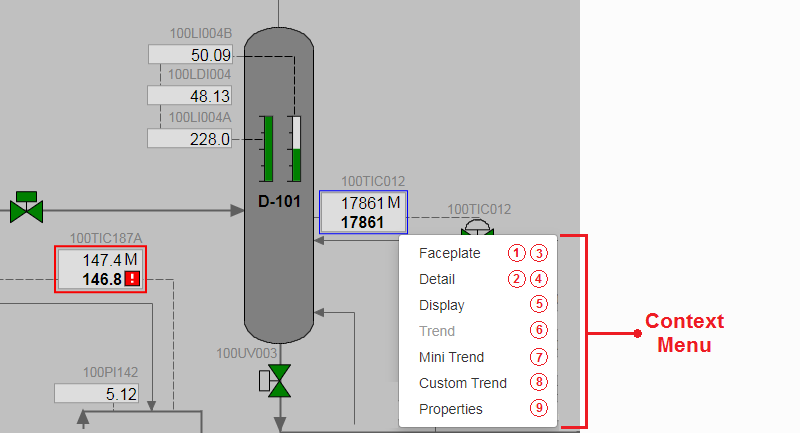 100LI004B
50.09
100LDI004
48.13
100LI004A
228.0
D-101
100TIC012
17861 M
17861
100TIC012
100TIC187A
147.4 M
146.8 !
100UV003
100PI142
5.12
Faceplate 1 3
Detail 2 4
Display 5
Trend 6
Mini Trend 7
Custom Trend 8
Properties 9
Context
Menu